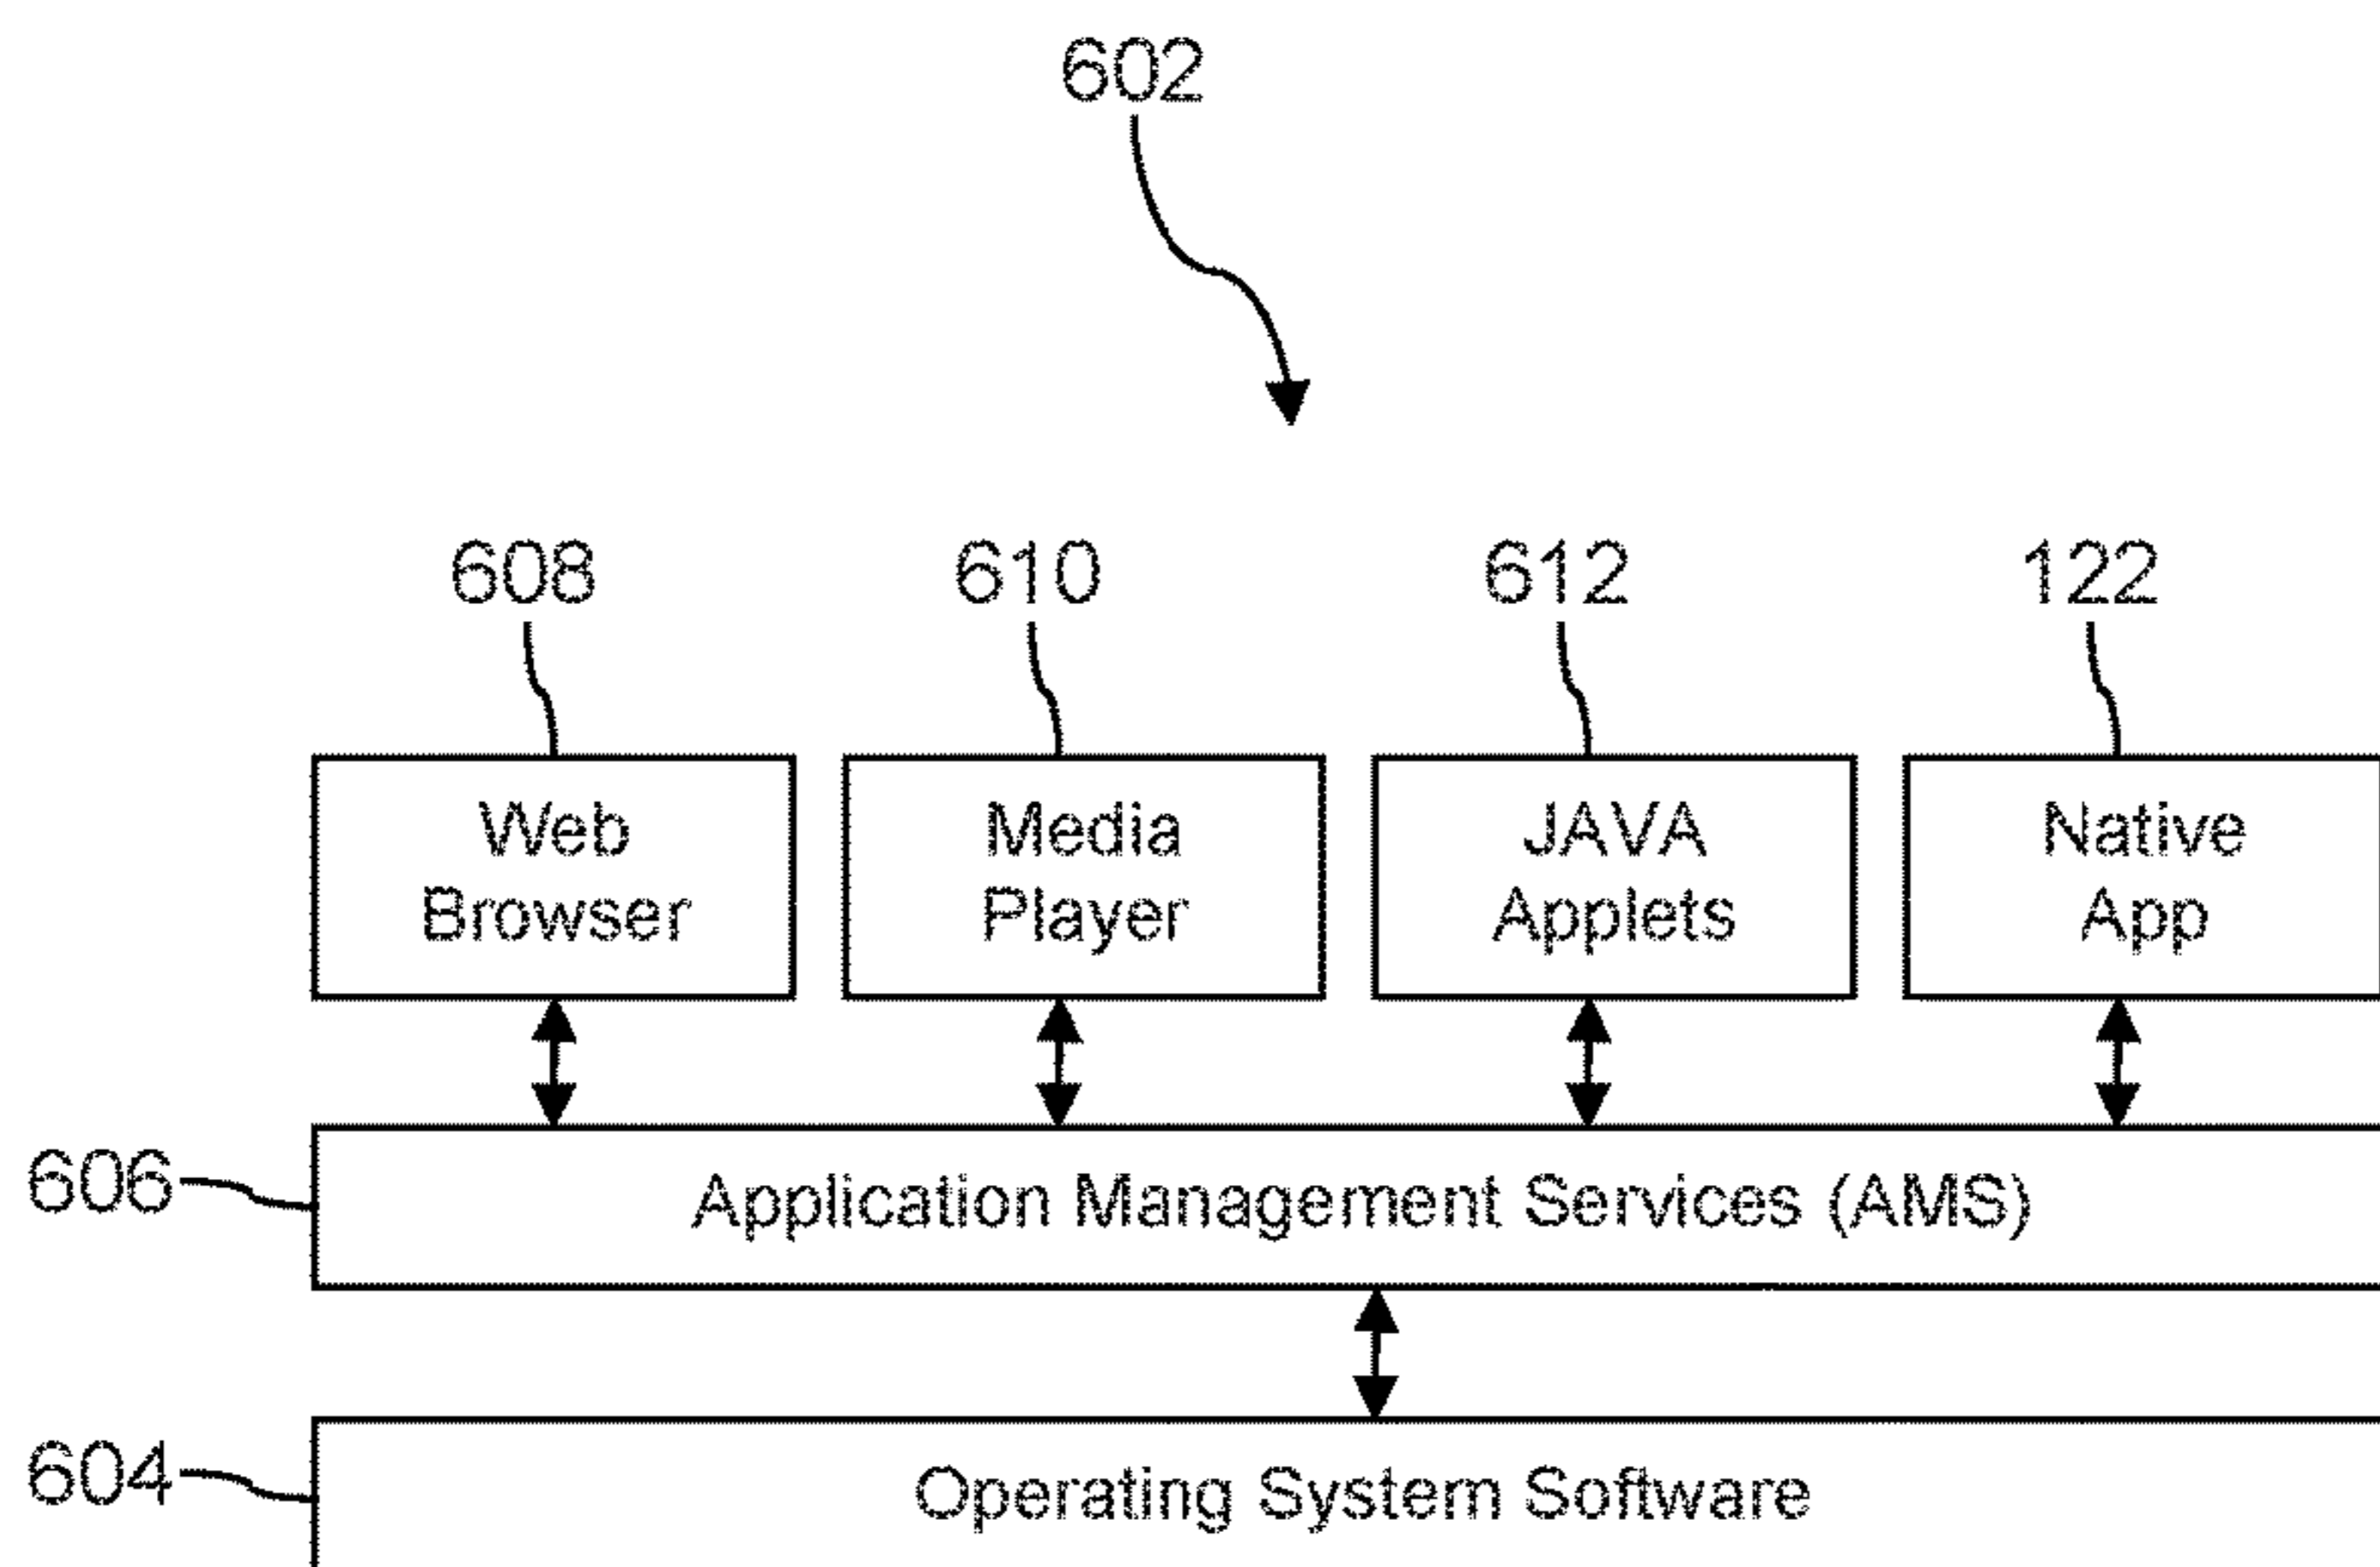 602
608 610 612 122
Web Browser
Media Player
JAVA Applets
Native App
606
Application Management Services (AMS)
604
Operating System Software